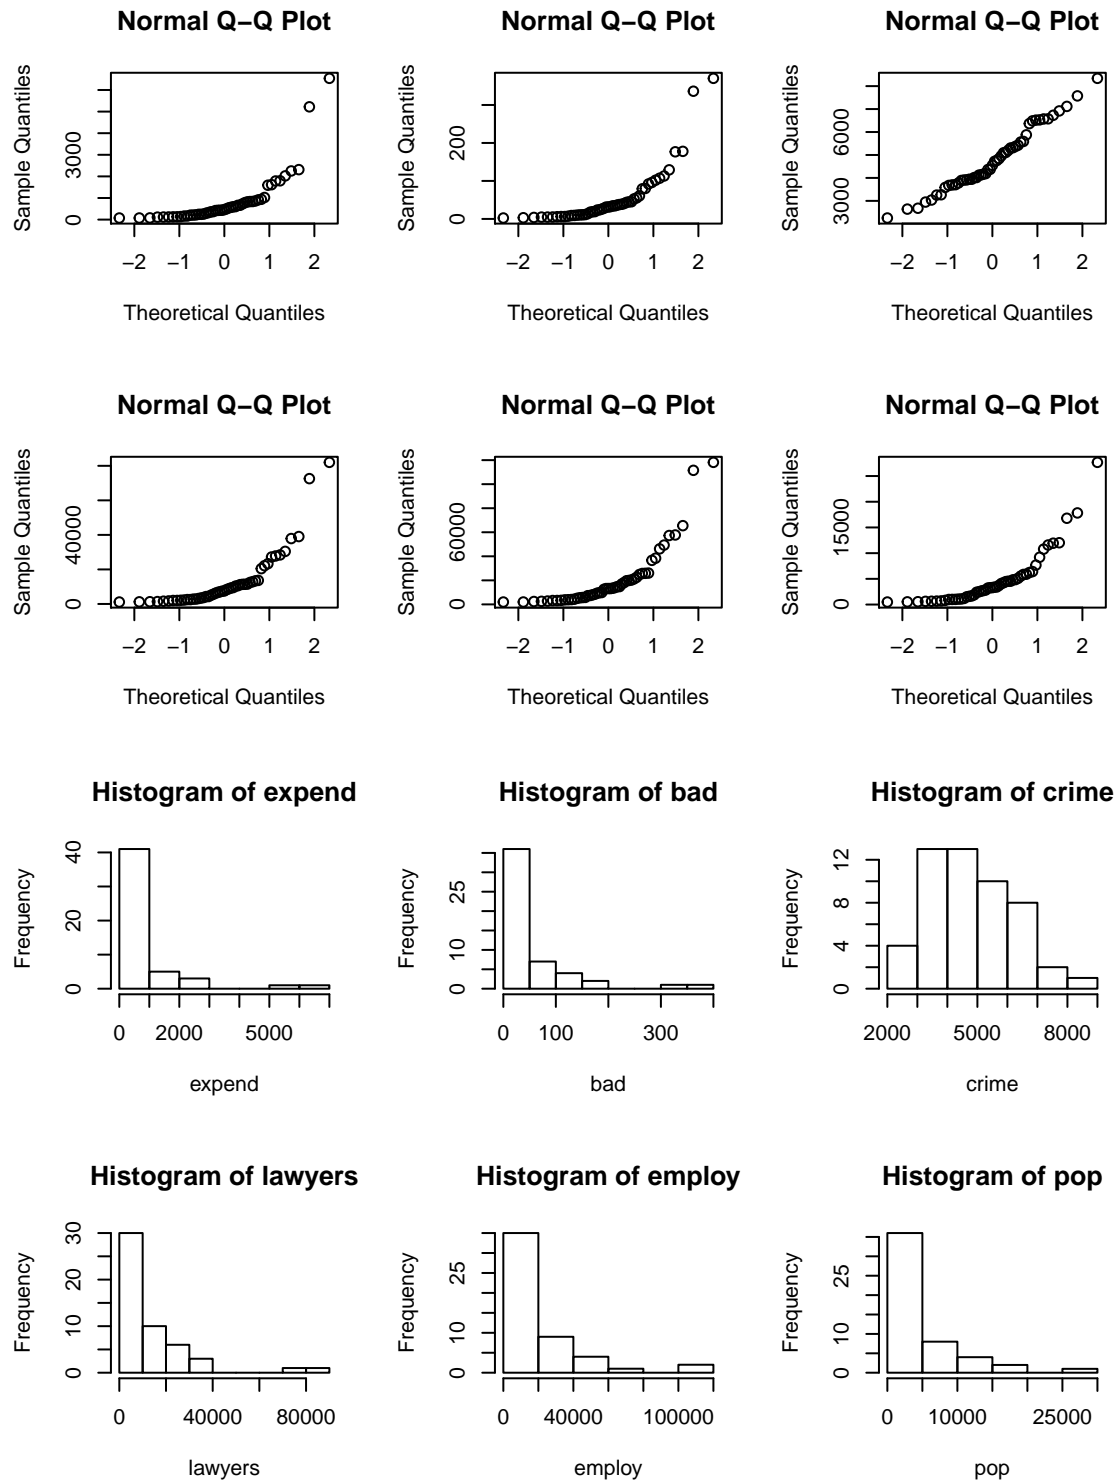 Normal Q−Q Plot
Normal Q−Q Plot
Normal Q−Q Plot
Sample Quantiles
0 3000
−2 −1 0 1 2
Theoretical Quantiles
Sample Quantiles
0 200
−2 −1 0 1 2
Theoretical Quantiles
Sample Quantiles
3000 6000
−2 −1 0 1 2
Theoretical Quantiles
Normal Q−Q Plot
Normal Q−Q Plot
Normal Q−Q Plot
Sample Quantiles
0 40000
−2 −1 0 1 2
Theoretical Quantiles
Sample Quantiles
0 60000
−2 −1 0 1 2
Theoretical Quantiles
Sample Quantiles
0 15000
−2 −1 0 1 2
Theoretical Quantiles
Histogram of expend
Histogram of bad
Histogram of crime
Frequency
0 20 40
0 2000 5000
expend
Frequency
0 10 25
0 100 300
bad
Frequency
0 4 8 12
2000 5000 8000
crime
Histogram of lawyers
Histogram of employ
Histogram of pop
Frequency
0 10 20 30
0 40000 80000
lawyers
Frequency
0 10 25
0 40000 100000
employ
Frequency
0 10 25
0 10000 25000
pop